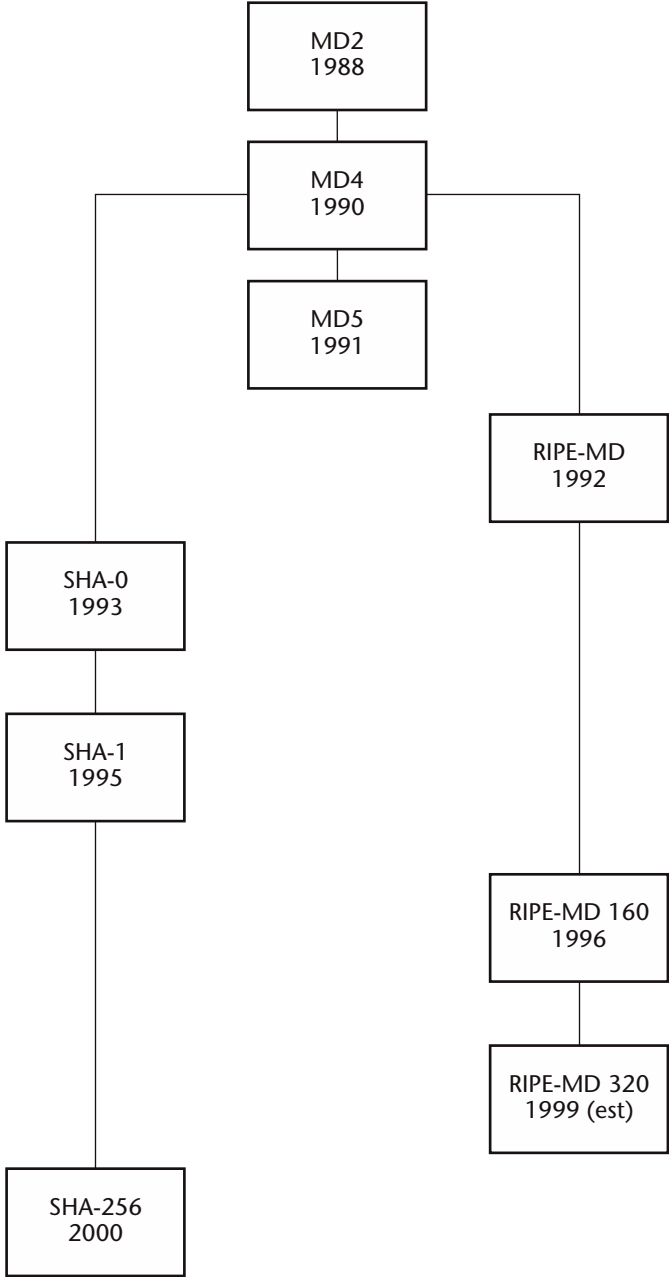 MD2
1988
MD4
1990
MD5
1991
RIPE-MD
1992
SHA-0
1993
SHA-1
1995
RIPE-MD 160
1996
RIPE-MD 320
1999 (est)
SHA-256
2000